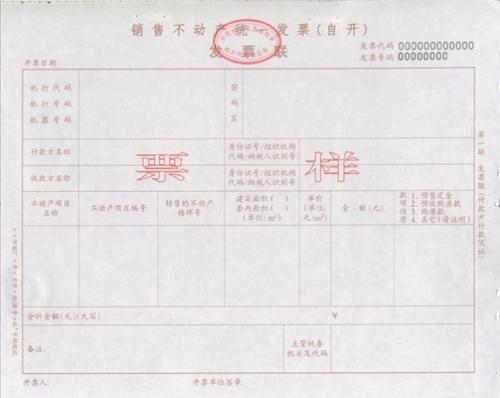 销售不动产统一发票(自开)
发票联
发票代码 000000000000
发票号码 00000000
开票日期
机打代码
机打号码
机器号码
密码区
付款方名称
身份证号/组织机构代码/纳税人识别号
收款方名称
身份证号/组织机构代码/纳税人识别号
票样
不动产项目名称
不动产项目编号
销售的不动产楼牌号
建筑面积( )
套内面积( )
(单位:m²)
单价(单位:元/m²)
金 额(元)
款项性质
1、预售定金
2、预收购房款
3、购房款
4、其它(请注明)
合计金额(元)(大写)
¥
备注:
主管税务机关及代码
开票人:
开票单位签章:
第一联 发票联(付款方付款凭证)